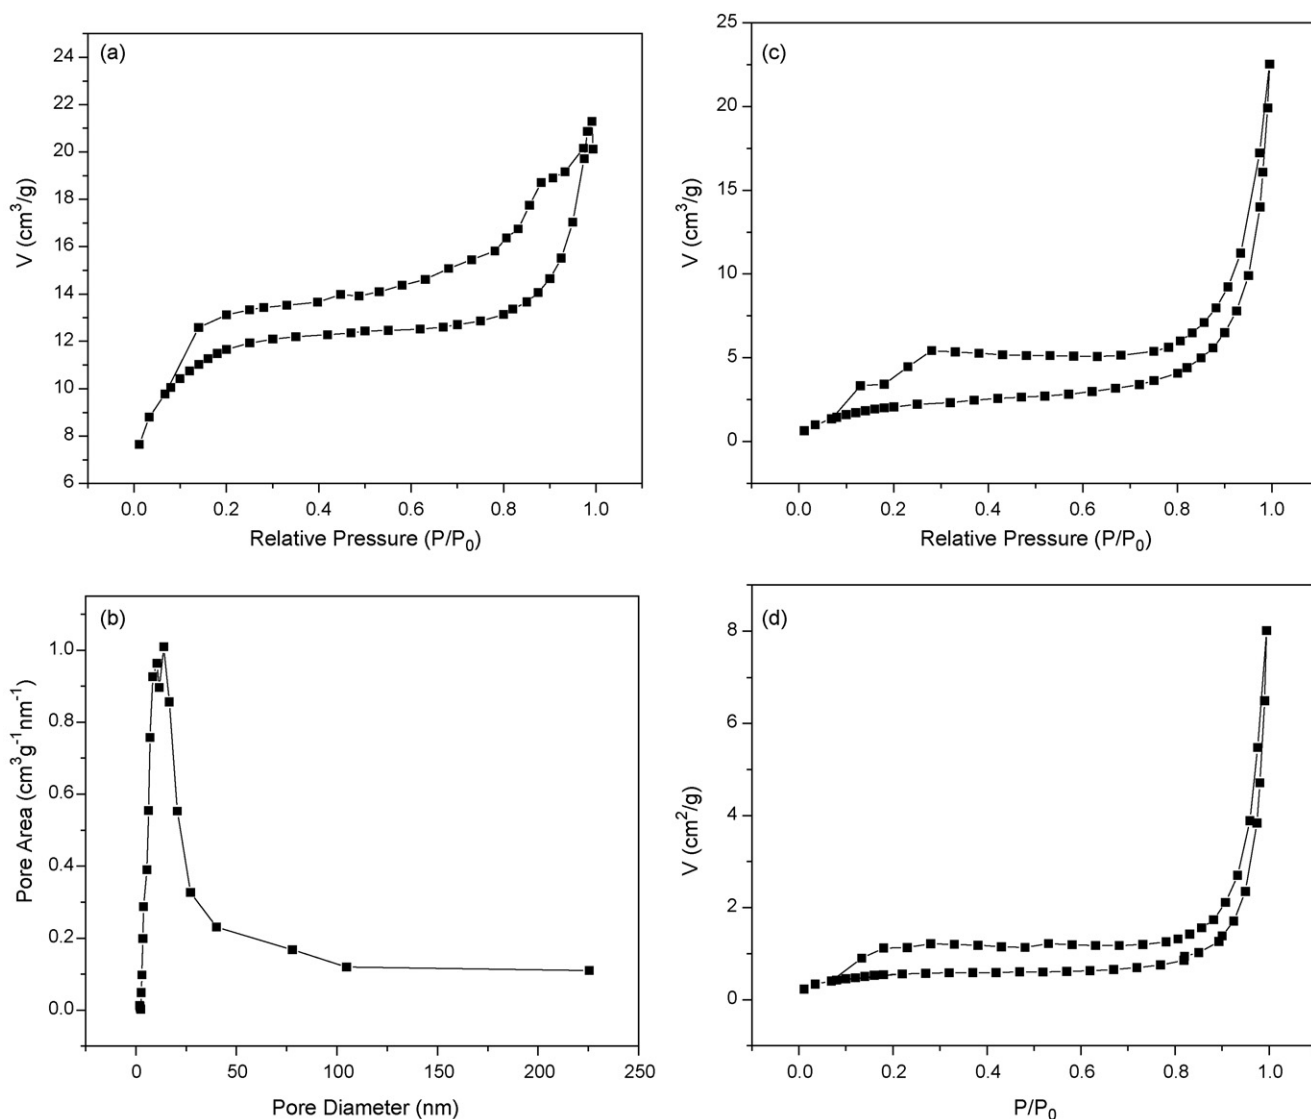 (a)
V (cm³/g)
24
22
20
18
16
14
12
10
8
6
0.0 0.2 0.4 0.6 0.8 1.0
Relative Pressure (P/P₀)
(c)
V (cm³/g)
25
20
15
10
5
0
0.0 0.2 0.4 0.6 0.8 1.0
Relative Pressure (P/P₀)
(b)
Pore Area (cm³g⁻¹nm⁻¹)
1.0
0.8
0.6
0.4
0.2
0.0
0 50 100 150 200 250
Pore Diameter (nm)
(d)
V (cm²/g)
8
6
4
2
0
0.0 0.2 0.4 0.6 0.8 1.0
P/P₀